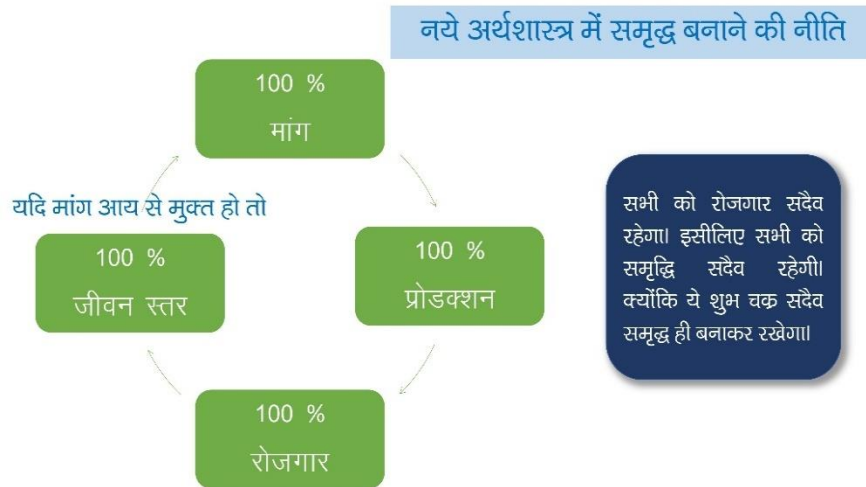 नये अर्थशास्त्र में समृद्ध बनाने की नीति
100 %
मांग
यदि मांग आय से मुक्त हो तो
100 %
जीवन स्तर
100 %
प्रोडक्शन
100 %
रोजगार
सभी को रोजगार सदैव
रहेगा। इसीलिए सभी को
समृद्धि सदैव रहेगी।
क्योंकि ये शुभ चक्र सदैव
समृद्ध ही बनाकर रखेगा।